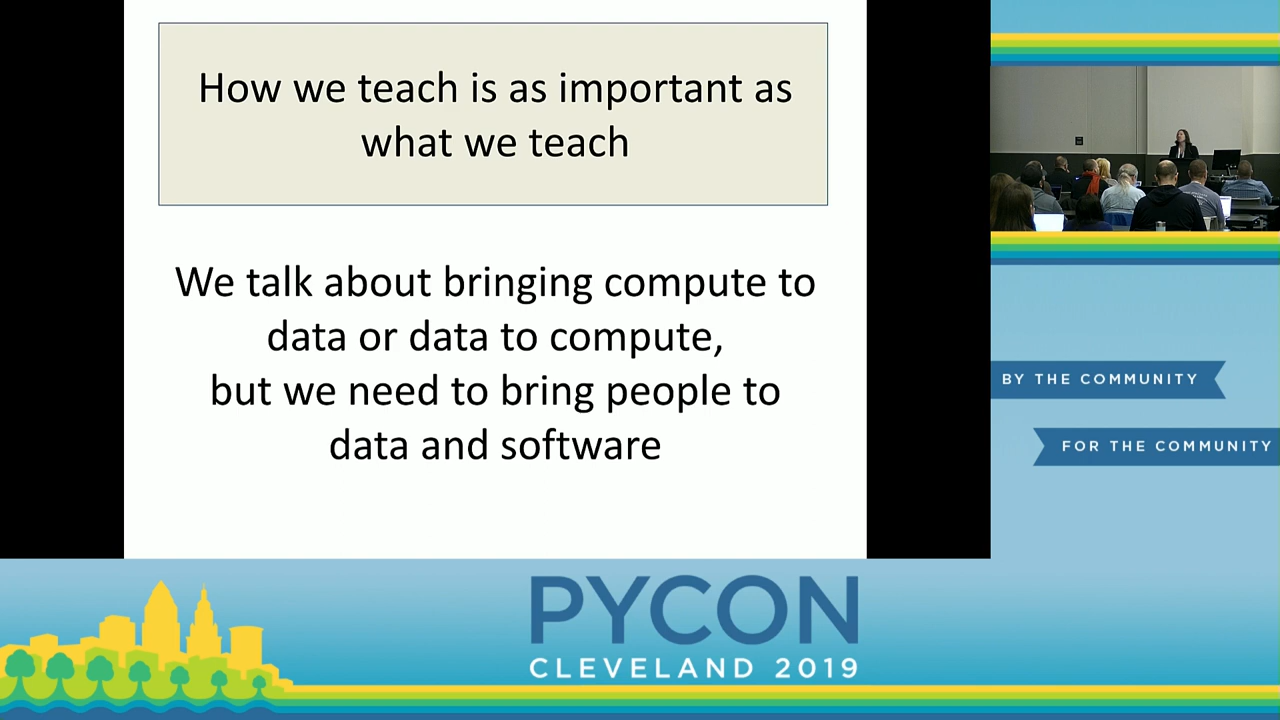 How we teach is as important as
what we teach
We talk about bringing compute to
data or data to compute,
but we need to bring people to
data and software
BY THE COMMUNITY
FOR THE COMMUNITY
PYCON
CLEVELAND 2019